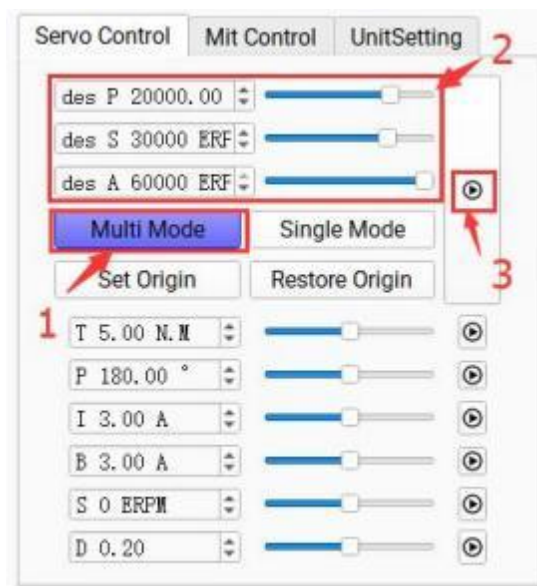 Servo Control Mit Control UnitSetting
2
des P 20000.00
des S 30000 ERF
des A 60000 ERF
Multi Mode Single Mode
3
Set Origin Restore Origin
1
T 5.00 N.M
P 180.00 °
I 3.00 A
B 3.00 A
S 0 ERPM
D 0.20